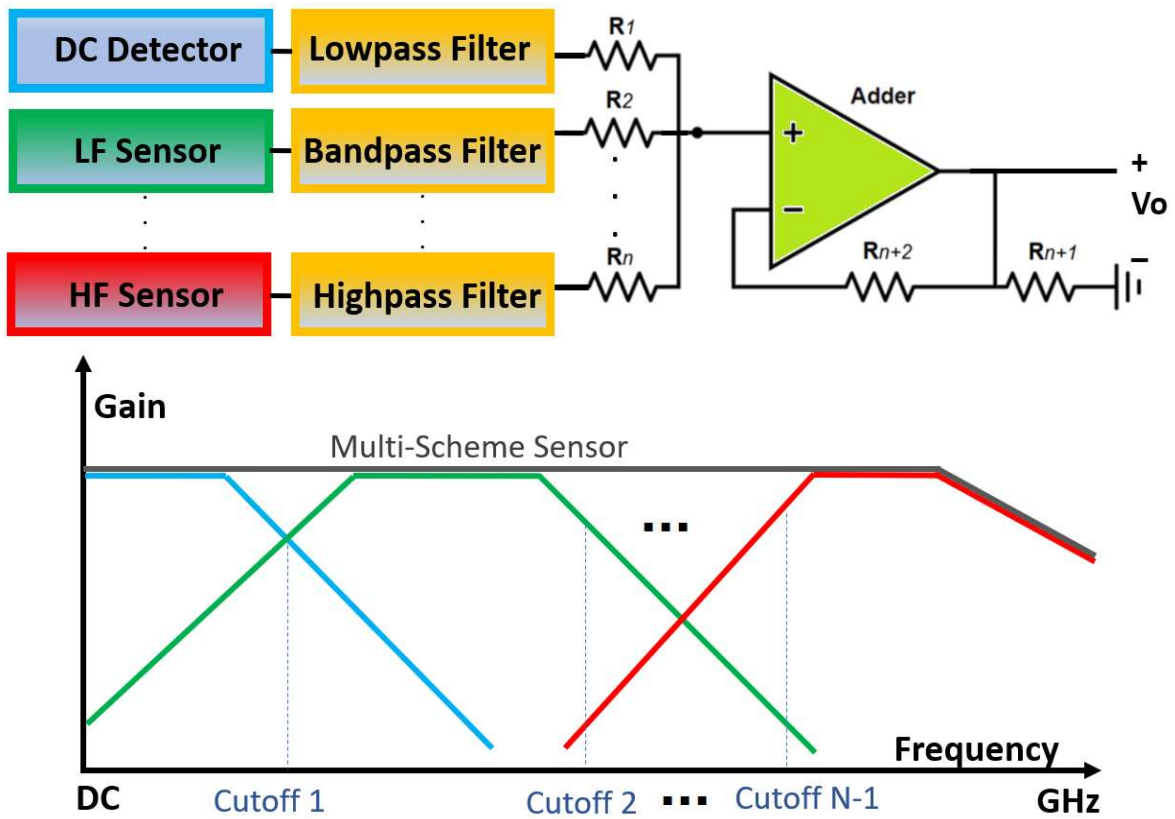 DC Detector
Lowpass Filter
R1
LF Sensor
Bandpass Filter
R2
HF Sensor
Highpass Filter
Rn
Adder
+
−
Rn+2
Rn+1
+
Vo
−
Gain
Multi-Scheme Sensor
...
Frequency
DC
Cutoff 1
Cutoff 2
...
Cutoff N-1
GHz